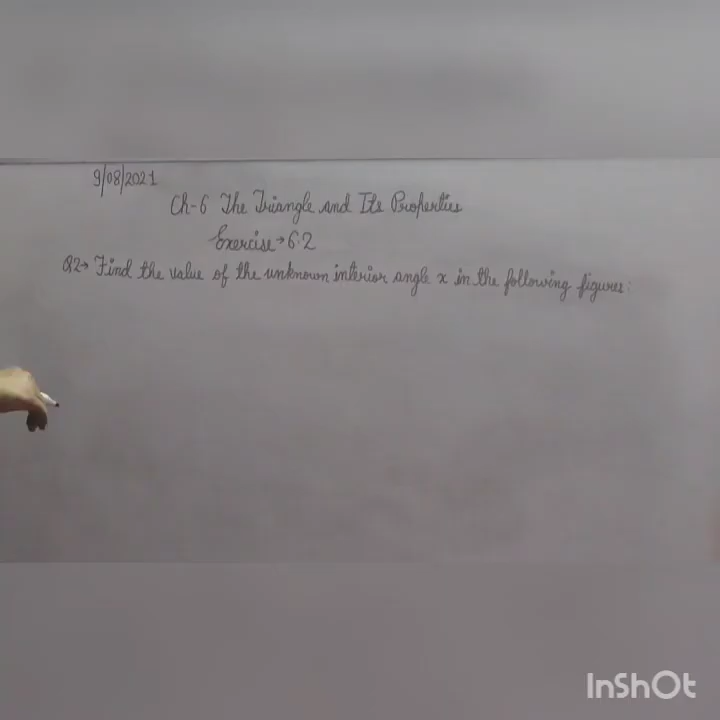 9/08/2021
Ch-6 The Triangle and Its Properties
Exercise→6.2
Q2→ Find the value of the unknown interior angle x in the following figures:
InShOt